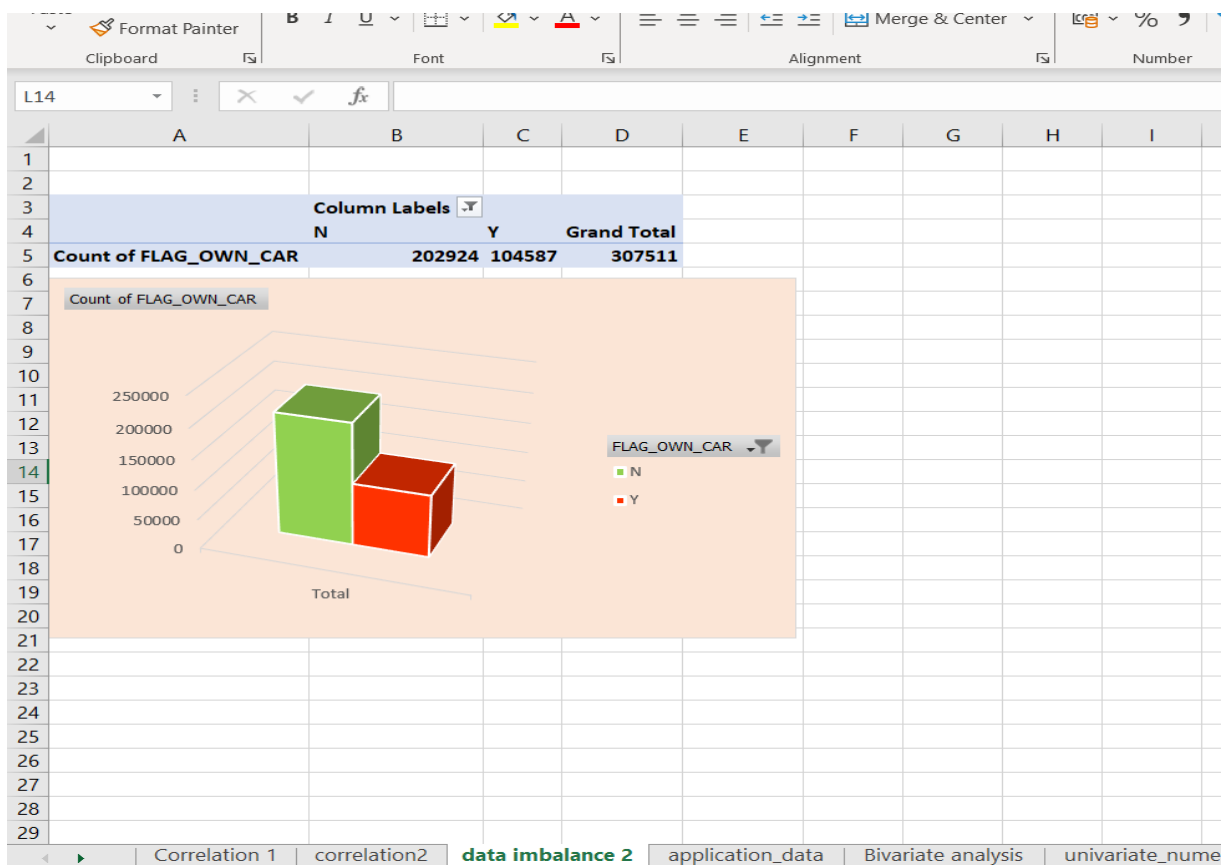 Format Painter
B I U A Merge & Center % 9
Clipboard Font Alignment Number
L14 fx
A B C D E F G H I
1
2
3 Column Labels
4 N Y Grand Total
5 Count of FLAG_OWN_CAR 202924 104587 307511
6
7 Count of FLAG_OWN_CAR
8
9
10
11 250000
12 200000
13 150000 FLAG_OWN_CAR
14 100000 N
15 50000 Y
16
17 0
18
19 Total
20
21
22
23
24
25
26
27
28
29
Correlation 1 correlation2 data imbalance 2 application_data Bivariate analysis univariate_nume